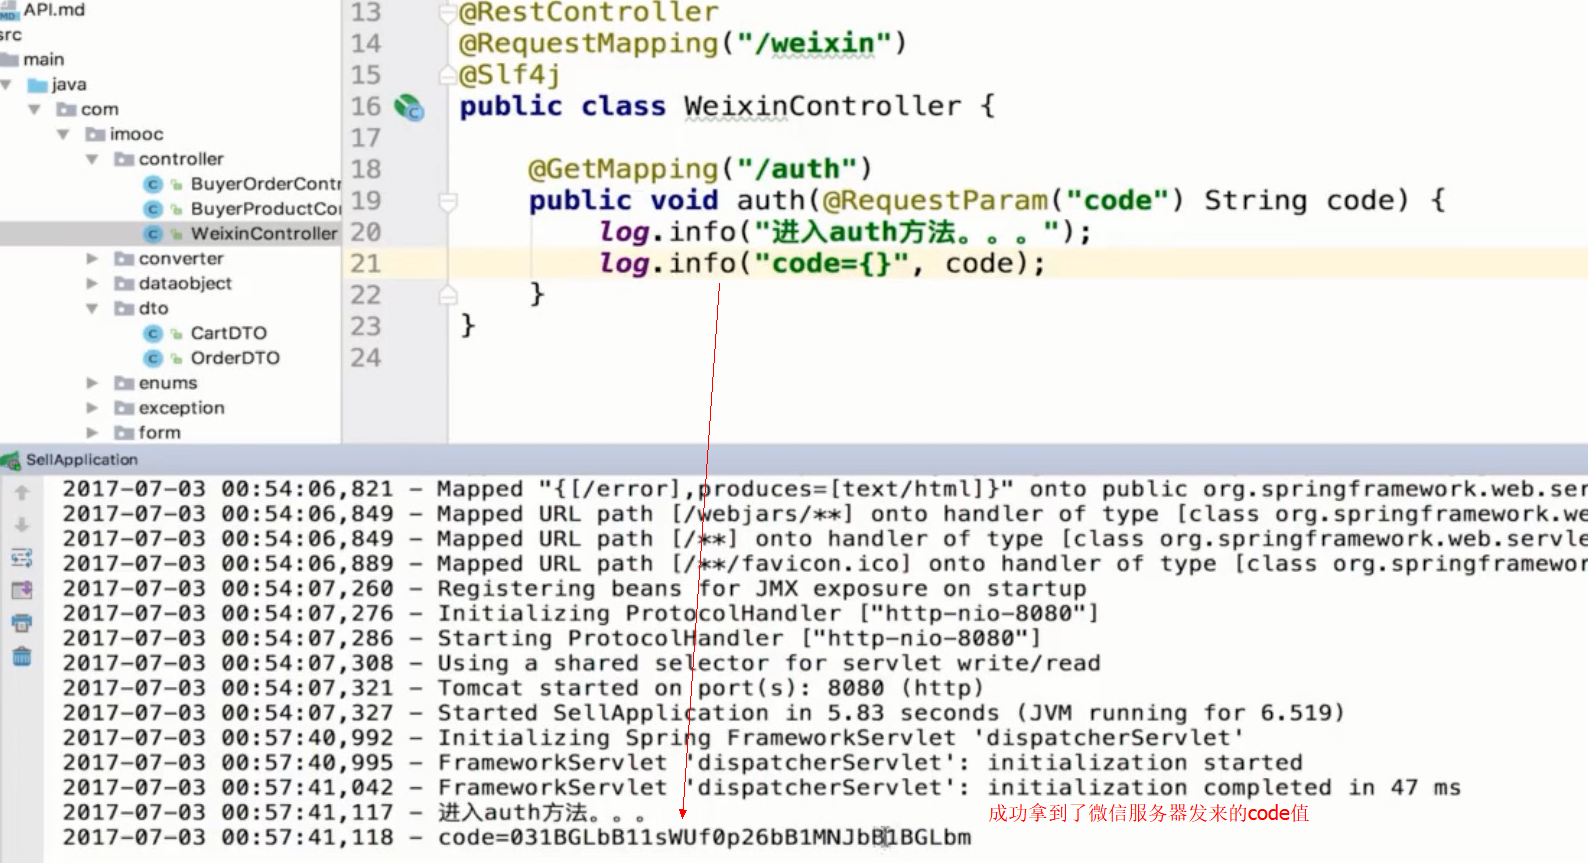 API.md
src
main
java
com
imooc
controller
BuyerOrderContr
BuyerProductCo
WeixinController
converter
dataobject
dto
CartDTO
OrderDTO
enums
exception
form
13 @RestController
14 @RequestMapping("/weixin")
15 @Slf4j
16 public class WeixinController {
17
18 @GetMapping("/auth")
19 public void auth(@RequestParam("code") String code) {
20 log.info("进入auth方法。。。");
21 log.info("code={}", code);
22 }
23 }
24
SellApplication
2017-07-03 00:54:06,821 – Mapped "{[/error],produces=[text/html]}" onto public org.springframework.web.ser
2017-07-03 00:54:06,849 – Mapped URL path [/webjars/**] onto handler of type [class org.springframework.we
2017-07-03 00:54:06,849 – Mapped URL path [/**] onto handler of type [class org.springframework.web.servle
2017-07-03 00:54:06,889 – Mapped URL path [/**/favicon.ico] onto handler of type [class org.springframewor
2017-07-03 00:54:07,260 – Registering beans for JMX exposure on startup
2017-07-03 00:54:07,276 – Initializing ProtocolHandler ["http-nio-8080"]
2017-07-03 00:54:07,286 – Starting ProtocolHandler ["http-nio-8080"]
2017-07-03 00:54:07,308 – Using a shared selector for servlet write/read
2017-07-03 00:54:07,321 – Tomcat started on port(s): 8080 (http)
2017-07-03 00:54:07,327 – Started SellApplication in 5.83 seconds (JVM running for 6.519)
2017-07-03 00:57:40,992 – Initializing Spring FrameworkServlet 'dispatcherServlet'
2017-07-03 00:57:40,995 – FrameworkServlet 'dispatcherServlet': initialization started
2017-07-03 00:57:41,042 – FrameworkServlet 'dispatcherServlet': initialization completed in 47 ms
2017-07-03 00:57:41,117 – 进入auth方法。。。
成功拿到了微信服务器发来的code值
2017-07-03 00:57:41,118 – code=031BGLbB11sWUf0p26bB1MNJbB1BGLbm